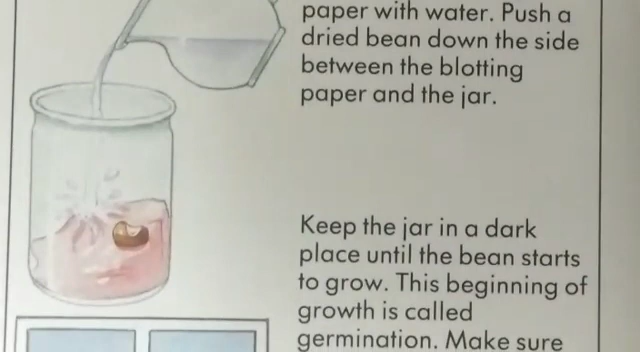 paper with water. Push a
dried bean down the side
between the blotting
paper and the jar.
Keep the jar in a dark
place until the bean starts
to grow. This beginning of
growth is called
germination. Make sure